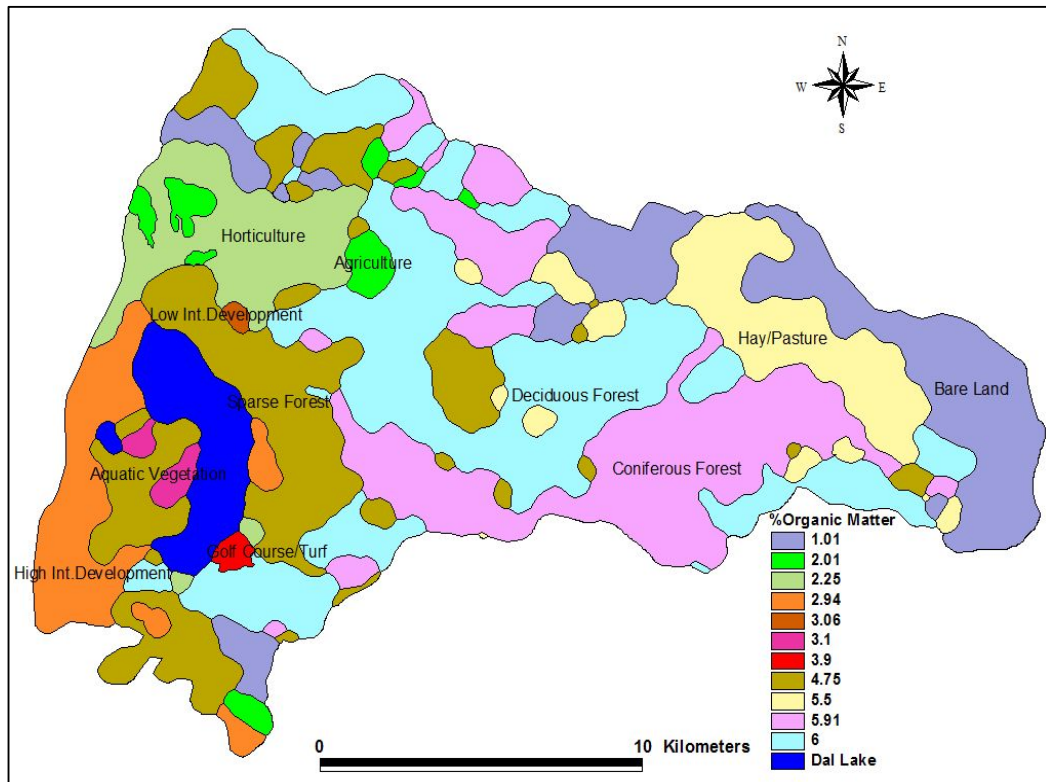 N
W E
S
Horticulture
Agriculture
Low Int.Development
Hay/Pasture
Bare Land
Sparse Forest
Deciduous Forest
Aquatic Vegetation
Coniferous Forest
Golf Course/Turf
High Int.Development
%Organic Matter
1.01
2.01
2.25
2.94
3.06
3.1
3.9
4.75
5.5
5.91
6
Dal Lake
0 10 Kilometers